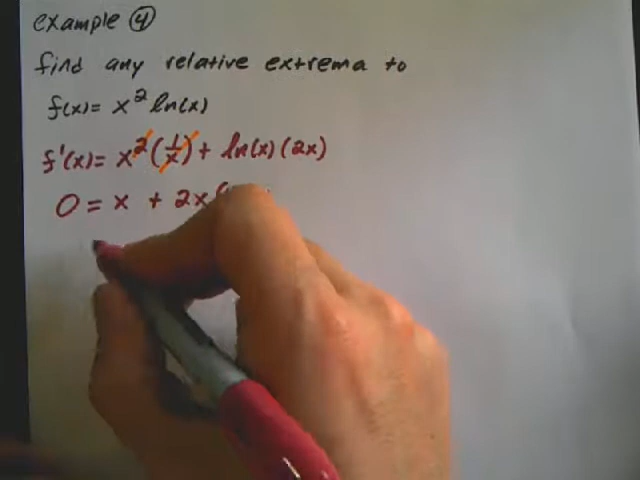 example ④
find any relative extrema to
f(x) = x² ln(x)
f'(x) = x² (1/x) + ln(x) (2x)
0 = x + 2x